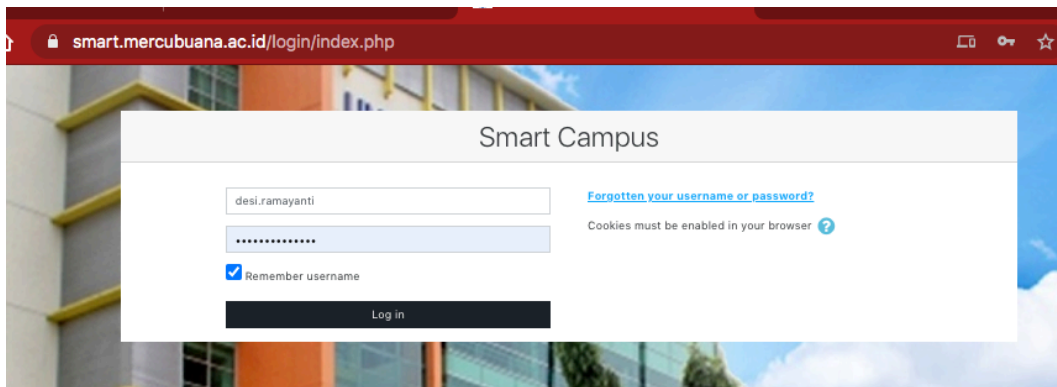 smart.mercubuana.ac.id/login/index.php
Smart Campus
desi.ramayanti
••••••••••••••
Remember username
Log in
Forgotten your username or password?
Cookies must be enabled in your browser ?